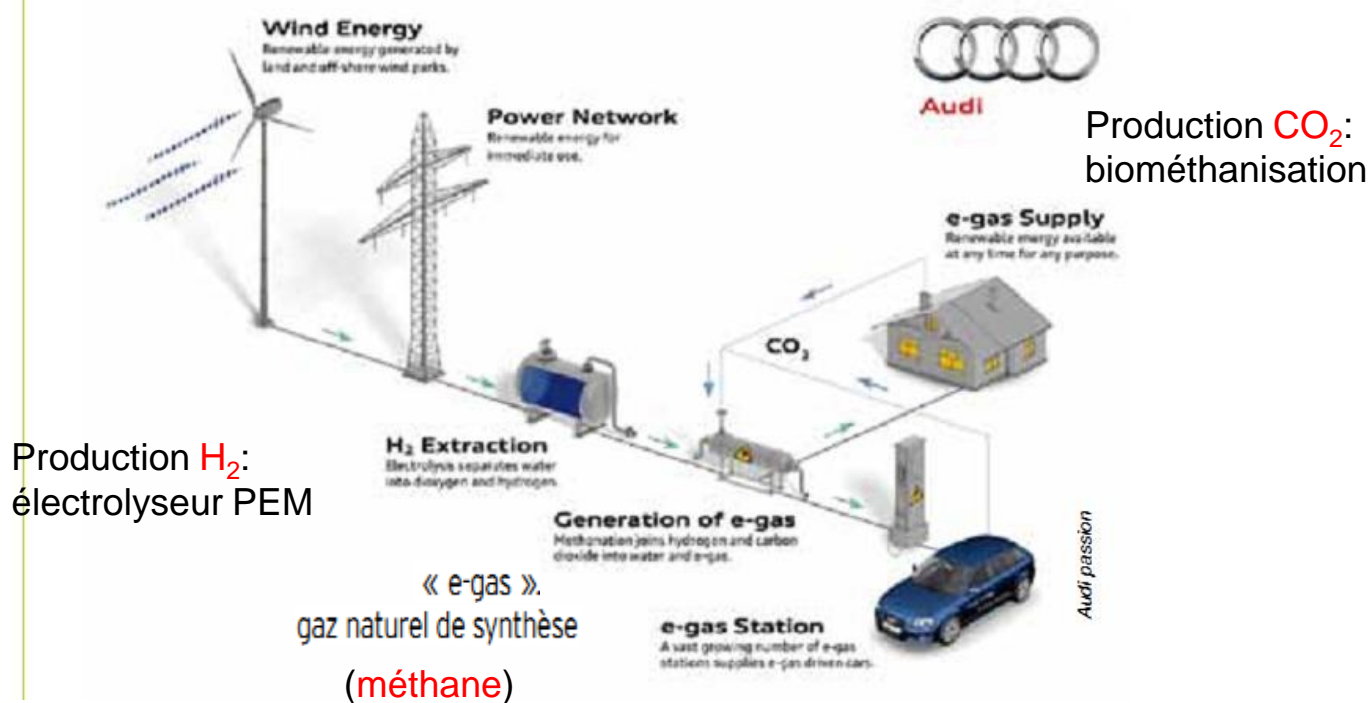 Wind Energy
Renewable energy generated by
land and off-shore wind parks.
Audi
Power Network
Renewable energy for
immediate use.
Production CO₂:
biométhanisation
e-gas Supply
Renewable energy available
at any time for any purpose.
CO₂
H₂ Extraction
Electrolysis separates water
into dioxygen and hydrogen.
Production H₂:
électrolyseur PEM
Generation of e-gas
Methanation joins hydrogen and carbon
dioxide into water and e-gas.
« e-gas ».
gaz naturel de synthèse
(méthane)
e-gas Station
A vast growing number of e-gas
stations supplies e-gas driven cars.
Audi passion